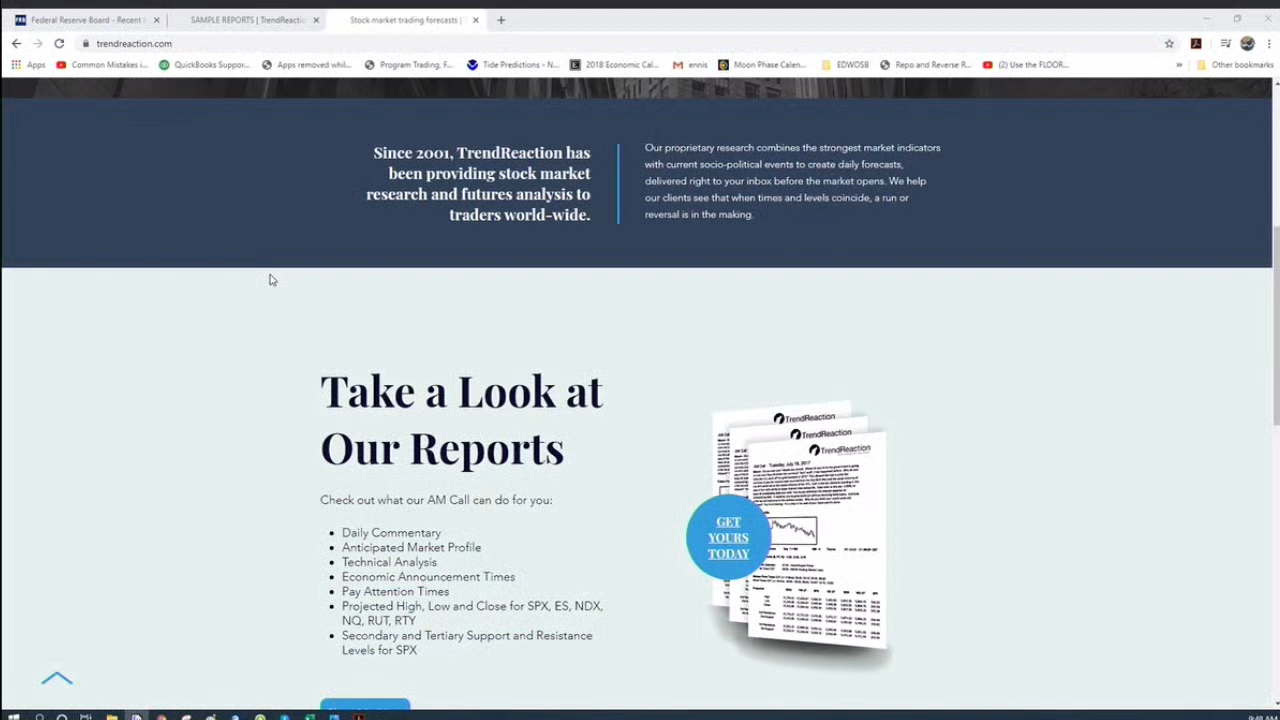 Federal Reserve Board - Recent
SAMPLE REPORTS | TrendReactio
Stock market trading forecasts |
trendreaction.com
Apps
Common Mistakes i...
QuickBooks Suppor...
Apps removed whil...
Program Trading, F...
Tide Predictions - N...
2018 Economic Cal...
ennis
Moon Phase Calen...
EDWOSB
Repo and Reverse R...
(2) Use the FLOOR...
Other bookmarks
Since 2001, TrendReaction has
been providing stock market
research and futures analysis to
traders world-wide.
Our proprietary research combines the strongest market indicators
with current socio-political events to create daily forecasts,
delivered right to your inbox before the market opens. We help
our clients see that when times and levels coincide, a run or
reversal is in the making.
Take a Look at
Our Reports
Check out what our AM Call can do for you:
Daily Commentary
Anticipated Market Profile
Technical Analysis
Economic Announcement Times
Pay Attention Times
Projected High, Low and Close for SPX, ES, NDX,
NQ, RUT, RTY
Secondary and Tertiary Support and Resistance
Levels for SPX
TrendReaction
TrendReaction
TrendReaction
GET
YOURS
TODAY